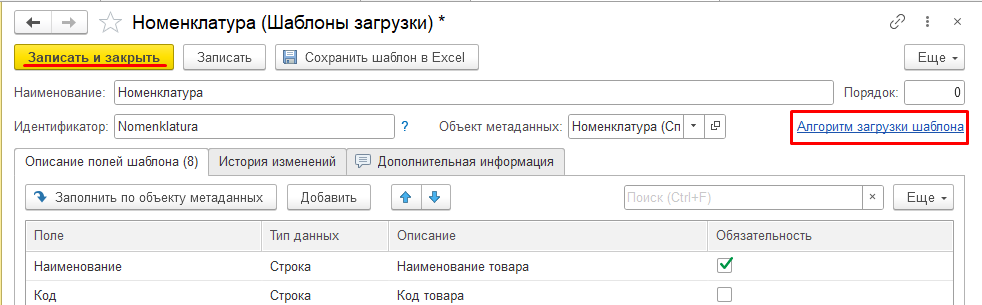 Номенклатура (Шаблоны загрузки) *
Записать и закрыть Записать Сохранить шаблон в Excel Еще
Наименование: Номенклатура Порядок: 0
Идентификатор: Nomenklatura ? Объект метаданных: Номенклатура (Сп Алгоритм загрузки шаблона
Описание полей шаблона (8) История изменений Дополнительная информация
Заполнить по объекту метаданных Добавить Поиск (Ctrl+F) × Еще
Поле Тип данных Описание Обязательность
Наименование Строка Наименование товара
Код Строка Код товара